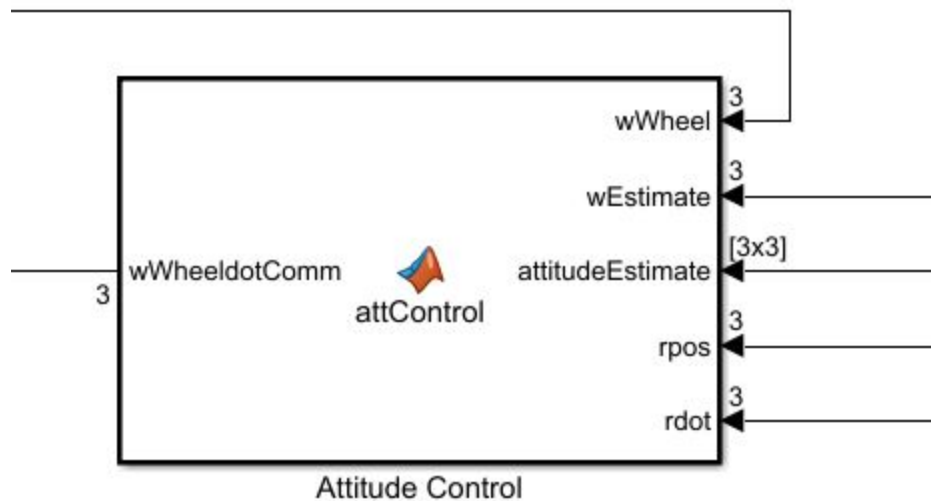 3
wWheel
3
wEstimate
[3x3]
wWheeldotComm
attitudeEstimate
3
attControl
3
rpos
3
rdot
Attitude Control